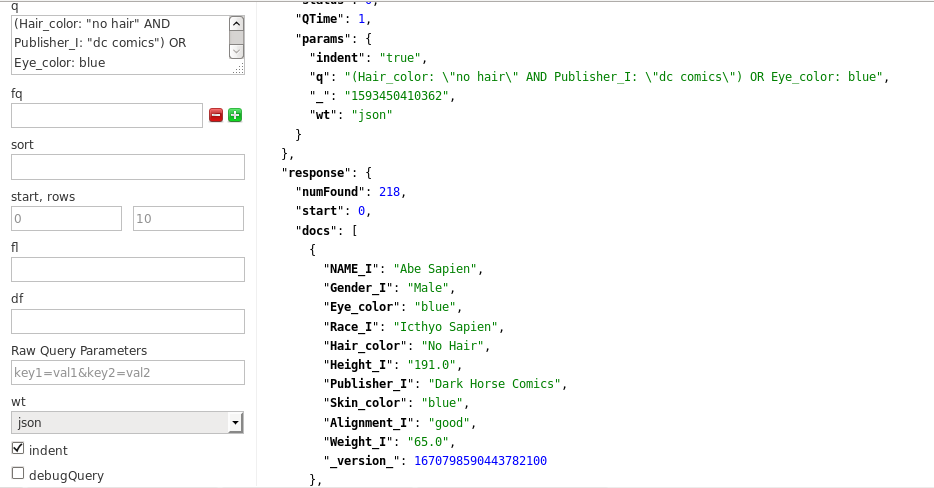 q
(Hair_color: "no hair" AND
Publisher_I: "dc comics") OR
Eye_color: blue
fq
sort
start, rows
0 10
fl
df
Raw Query Parameters
key1=val1&key2=val2
wt
json
indent
debugQuery
"QTime": 1,
"params": {
"indent": "true",
"q": "(Hair_color: \"no hair\" AND Publisher_I: \"dc comics\") OR Eye_color: blue",
"_": "1593450410362",
"wt": "json"
}
},
"response": {
"numFound": 218,
"start": 0,
"docs": [
{
"NAME_I": "Abe Sapien",
"Gender_I": "Male",
"Eye_color": "blue",
"Race_I": "Icthyo Sapien",
"Hair_color": "No Hair",
"Height_I": "191.0",
"Publisher_I": "Dark Horse Comics",
"Skin_color": "blue",
"Alignment_I": "good",
"Weight_I": "65.0",
"_version_": 1670798590443782100
},